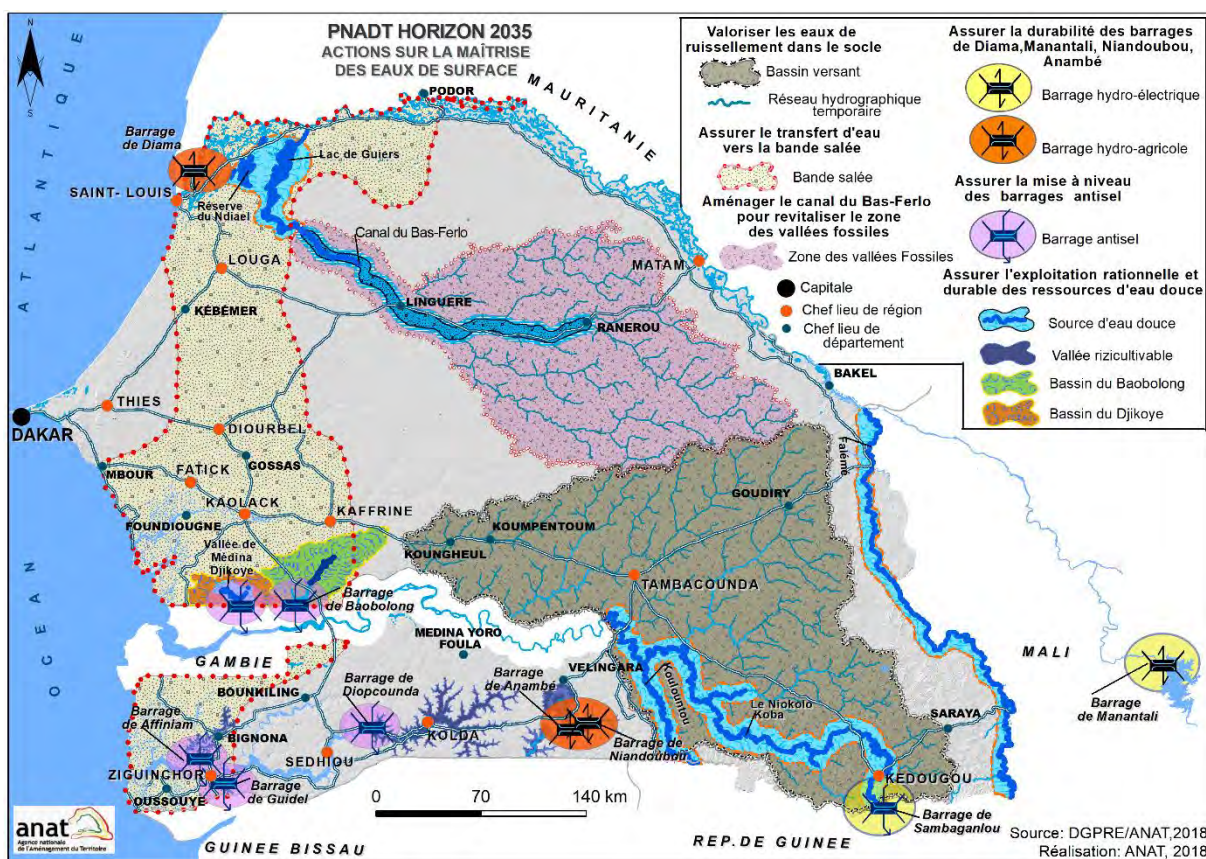 PNADT HORIZON 2035
ACTIONS SUR LA MAÎTRISE
DES EAUX DE SURFACE
N
S
OCEAN ATLANTIQUE
MAURITANIE
MALI
GAMBIE
GUINEE BISSAU
REP. DE GUINEE
PODOR
Barrage
de Diama
Lac de Guiers
SAINT- LOUIS
Réserve
du Ndiael
Canal du Bas-Ferlo
LOUGA
MATAM
LINGUERE
KÉBÉMER
RANEROU
BAKEL
THIES
DAKAR
DIOURBEL
Falémé
MBOUR
FATICK
GOSSAS
GOUDIRY
KAOLACK
KAFFRINE
FOUNDIOUGNE
KOUMPENTOUM
KOUNGHEUL
Vallée de
Médina
Djikoye
TAMBACOUNDA
Barrage
de Baobolong
MEDINA YORO
FOULA
VELINGARA
Koulountou
BOUNKILING
Barrage de
Diopcounda
Barrage
de Anambé
Barrage
de Affiniam
Le Niokolo
Koba
SARAYA
Barrage
de Manantali
BIGNONA
KOLDA
Barrage de
Niandoubou
SEDHIOU
ZIGUINCHOR
KEDOUGOU
OUSSOUYE
Barrage
de Guidel
Barrage de
Sambaganlou
0 70 140 km
anat
Agence nationale
de l'Aménagement du Territoire
Source: DGPRE/ANAT,2018
Réalisation: ANAT, 2018
Valoriser les eaux de
ruissellement dans le socle
Bassin versant
Réseau hydrographique
temporaire
Assurer le transfert d'eau
vers la bande salée
Bande salée
Aménager le canal du Bas-Ferlo
pour revitaliser le zone
des vallées fossiles
Zone des vallées Fossiles
Capitale
Chef lieu de région
Chef lieu de
département
Assurer la durabilité des barrages
de Diama,Manantali, Niandoubou,
Anambé
Barrage hydro-électrique
Barrage hydro-agricole
Assurer la mise à niveau
des barrages antisel
Barrage antisel
Assurer l'exploitation rationnelle et
durable des ressources d'eau douce
Source d'eau douce
Vallée rizicultivable
Bassin du Baobolong
Bassin du Djikoye